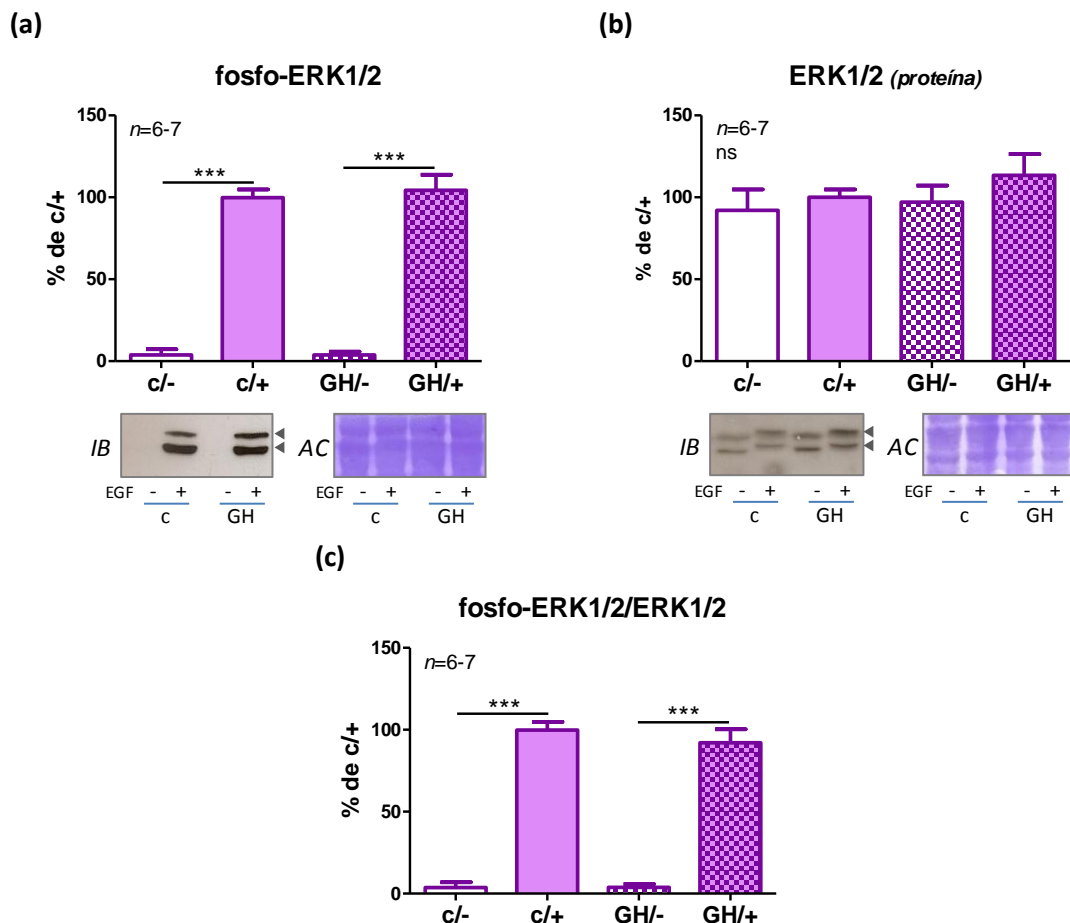 (a)
fosfo-ERK1/2
150
100
50
0
% de c/+
n=6-7
***
***
c/-
c/+
GH/-
GH/+
IB
AC
EGF - +  - +
c GH
EGF - +  - +
c GH
(b)
ERK1/2 (proteína)
150
100
50
0
% de c/+
n=6-7
ns
c/-
c/+
GH/-
GH/+
IB
AC
EGF - +  - +
c GH
EGF - +  - +
c GH
(c)
fosfo-ERK1/2/ERK1/2
150
100
50
0
% de c/+
n=6-7
***
***
c/-
c/+
GH/-
GH/+